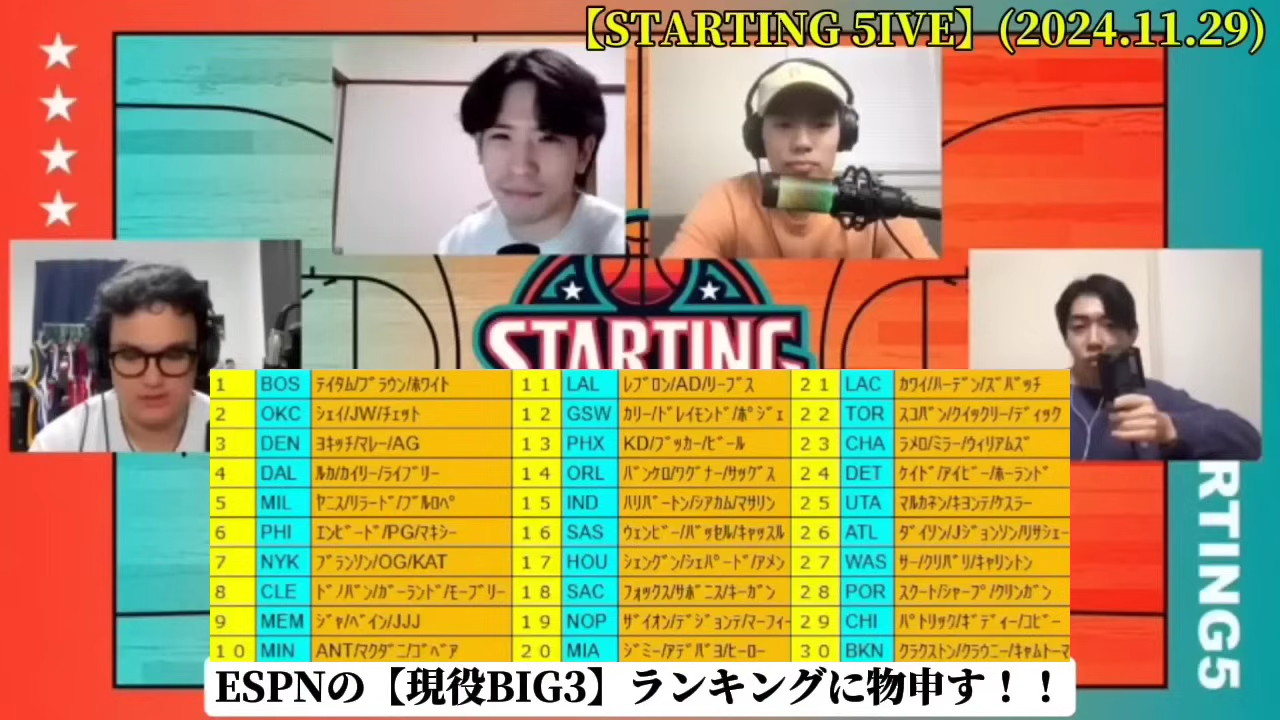 【STARTING 5IVE】(2024.11.29)
STARTING
RTING5
1 BOS ﾃｲﾀﾑ/ﾌﾞﾗｳﾝ/ﾎﾜｲﾄ
2 OKC ｼｪｲ/JW/ﾁｪｯﾄ
3 DEN ﾖｷｯﾁ/ﾏﾚｰ/AG
4 DAL ﾙｶ/ｶｲﾘｰ/ﾗｲﾌﾞﾘｰ
5 MIL ﾔﾆｽ/ﾘﾗｰﾄﾞ/ﾌﾞﾙﾛﾍﾟ
6 PHI ｴﾝﾋﾞｰﾄﾞ/PG/ﾏｷｼｰ
7 NYK ﾌﾞﾗﾝｿﾝ/OG/KAT
8 CLE ﾄﾞﾉﾊﾞﾝ/ｶﾞｰﾗﾝﾄﾞ/ﾓｰﾌﾞﾘｰ
9 MEM ｼﾞｬ/ﾍﾞｲﾝ/JJJ
10 MIN ANT/ﾏｸﾀﾞﾆ/ｺﾞﾍﾞｱ
11 LAL ﾚﾌﾞﾛﾝ/AD/ﾘｰﾌﾞｽ
12 GSW ｶﾘｰ/ﾄﾞﾚｲﾓﾝﾄﾞ/ﾎﾟｼﾞｪ
13 PHX KD/ﾌﾞｯｶｰ/ﾋﾞｰﾙ
14 ORL ﾊﾞﾝｸﾛ/ﾜｸﾞﾅｰ/ｻｯｸﾞｽ
15 IND ﾊﾘﾊﾞｰﾄﾝ/ｼｱｶﾑ/ﾏｻﾘﾝ
16 SAS ｳｪﾝﾋﾞｰ/ﾊﾞｯｾﾙ/ｷｬｯｽﾙ
17 HOU ｼｪﾝｸﾞﾝ/ｼｪﾊﾟｰﾄﾞ/ｱﾒﾝ
18 SAC ﾌｫｯｸｽ/ｻﾎﾞﾆｽ/ｷｰｶﾞﾝ
19 NOP ｻﾞｲｵﾝ/ﾃﾞｼﾞｮﾝﾃ/ﾏｰﾌｨｰ
20 MIA ｼﾞﾐｰ/ｱﾃﾞﾊﾞﾖ/ﾋｰﾛｰ
21 LAC ｶﾜｲ/ﾊｰﾃﾞﾝ/ｽﾞﾊﾞｯﾁ
22 TOR ｽｺﾊﾞﾝ/ｸｲｯｸﾘｰ/ﾃﾞｨｯｸ
23 CHA ﾗﾒﾛ/ﾐﾗｰ/ｳｨﾘｱﾑｽﾞ
24 DET ｹｲﾄﾞ/ｱｲﾋﾞｰ/ﾎｰﾗﾝﾄﾞ
25 UTA ﾏﾙｶﾈﾝ/ｷﾖﾝﾃ/ｹｽﾗｰ
26 ATL ﾀﾞｲｿﾝ/Jｼﾞｮﾝｿﾝ/ﾘｻｼｪｰ
27 WAS ｻｰ/ｸﾘﾊﾞﾘ/ｷｬﾘﾝﾄﾝ
28 POR ｽｸｰﾄ/ｼｬｰﾌﾟ/ｸﾘﾝｶﾞﾝ
29 CHI ﾊﾟﾄﾘｯｸ/ｷﾞﾃﾞｨｰ/ｺﾋﾞｰ
30 BKN ｸﾗｸｽﾄﾝ/ｸﾗｳﾆｰ/ｷｬﾑﾄｰﾏ
ESPNの【現役BIG3】ランキングに物申す！！